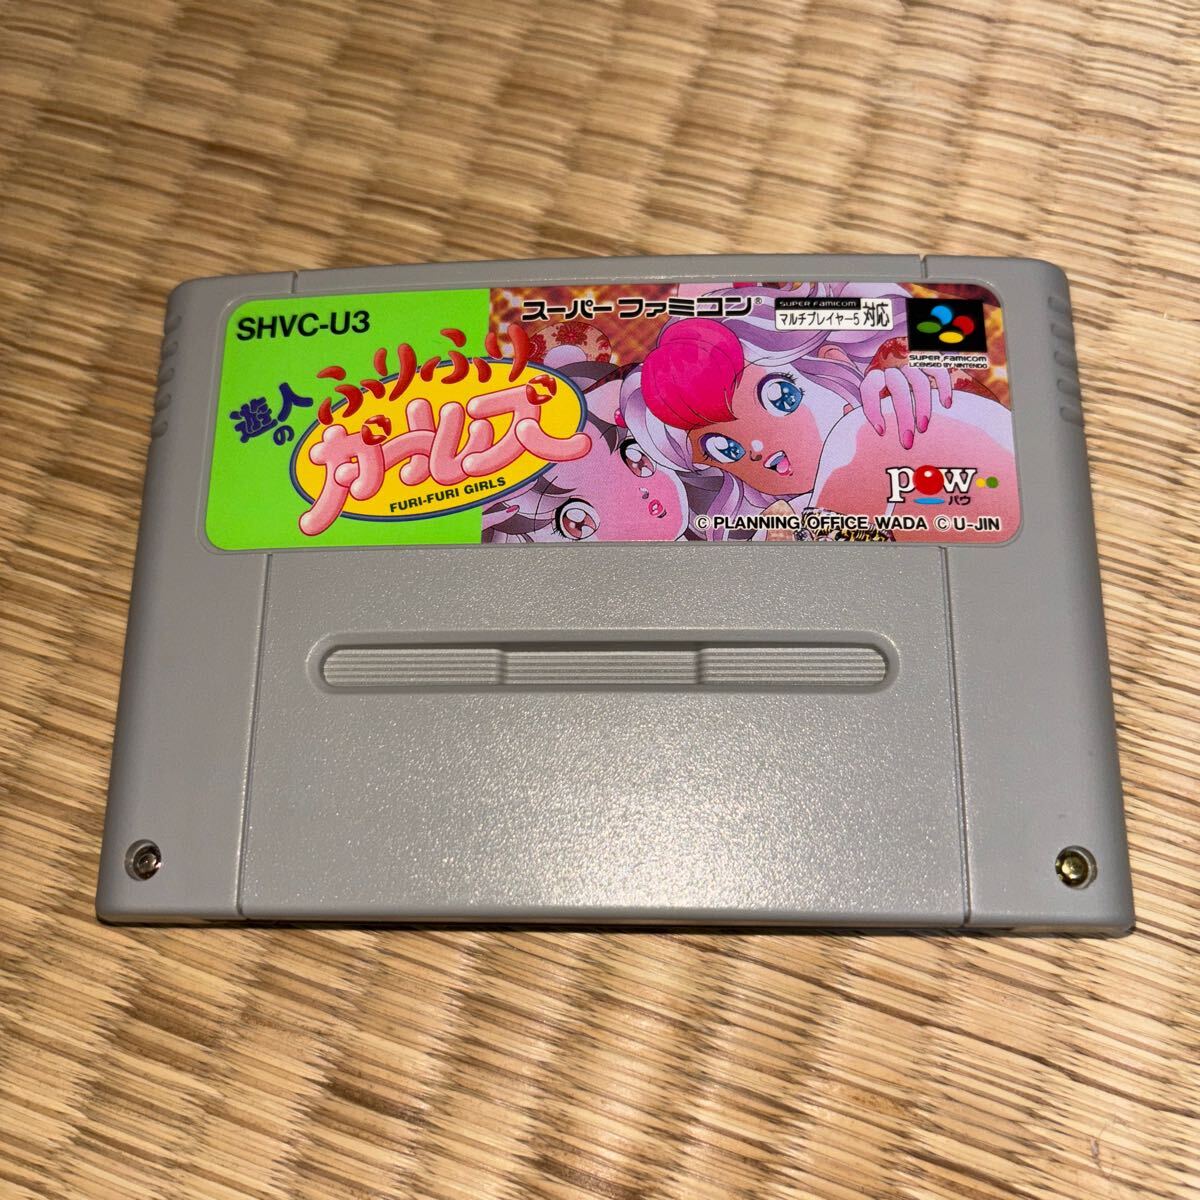 SHVC-U3
スーパーファミコン®
SUPER FAMICOM
マルチプレイヤー5 対応
SUPER FAMICOM
LICENSED BY NINTENDO
遊人の
ふりふり
ガールズ
FURI-FURI GIRLS
pow
パウ
© PLANNING OFFICE WADA © U-JIN